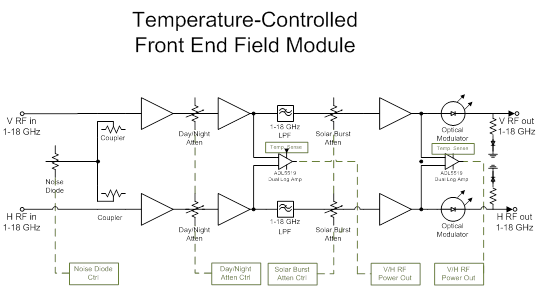 Temperature-Controlled
Front End Field Module
V RF in
1-18 GHz
Coupler
Day/Night
Atten
1-18 GHz
LPF
Solar Burst
Atten
Optical
Modulator
V RF out
1-18 GHz
Temp. Sense
ADL5519
Dual Log Amp
Temp. Sense
ADL5519
Dual Log Amp
Noise
Diode
H RF in
1-18 GHz
Coupler
Day/Night
Atten
1-18 GHz
LPF
Solar Burst
Atten
Optical
Modulator
H RF out
1-18 GHz
Noise Diode
Ctrl
Day/Night
Atten Ctrl
Solar Burst
Atten Ctrl
V/H RF
Power Out
V/H RF
Power Out